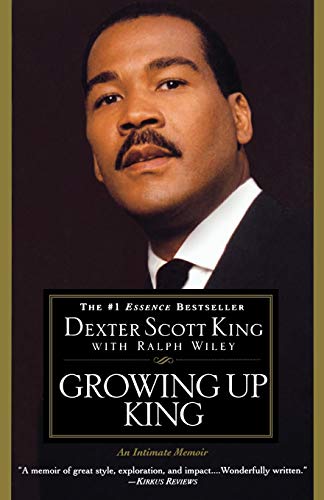 THE #1 ESSENCE BESTSELLER
DEXTER SCOTT KING
WITH RALPH WILEY
GROWING UP
KING
An Intimate Memoir
"A memoir of great style, exploration, and impact....Wonderfully written."
—KIRKUS REVIEWS